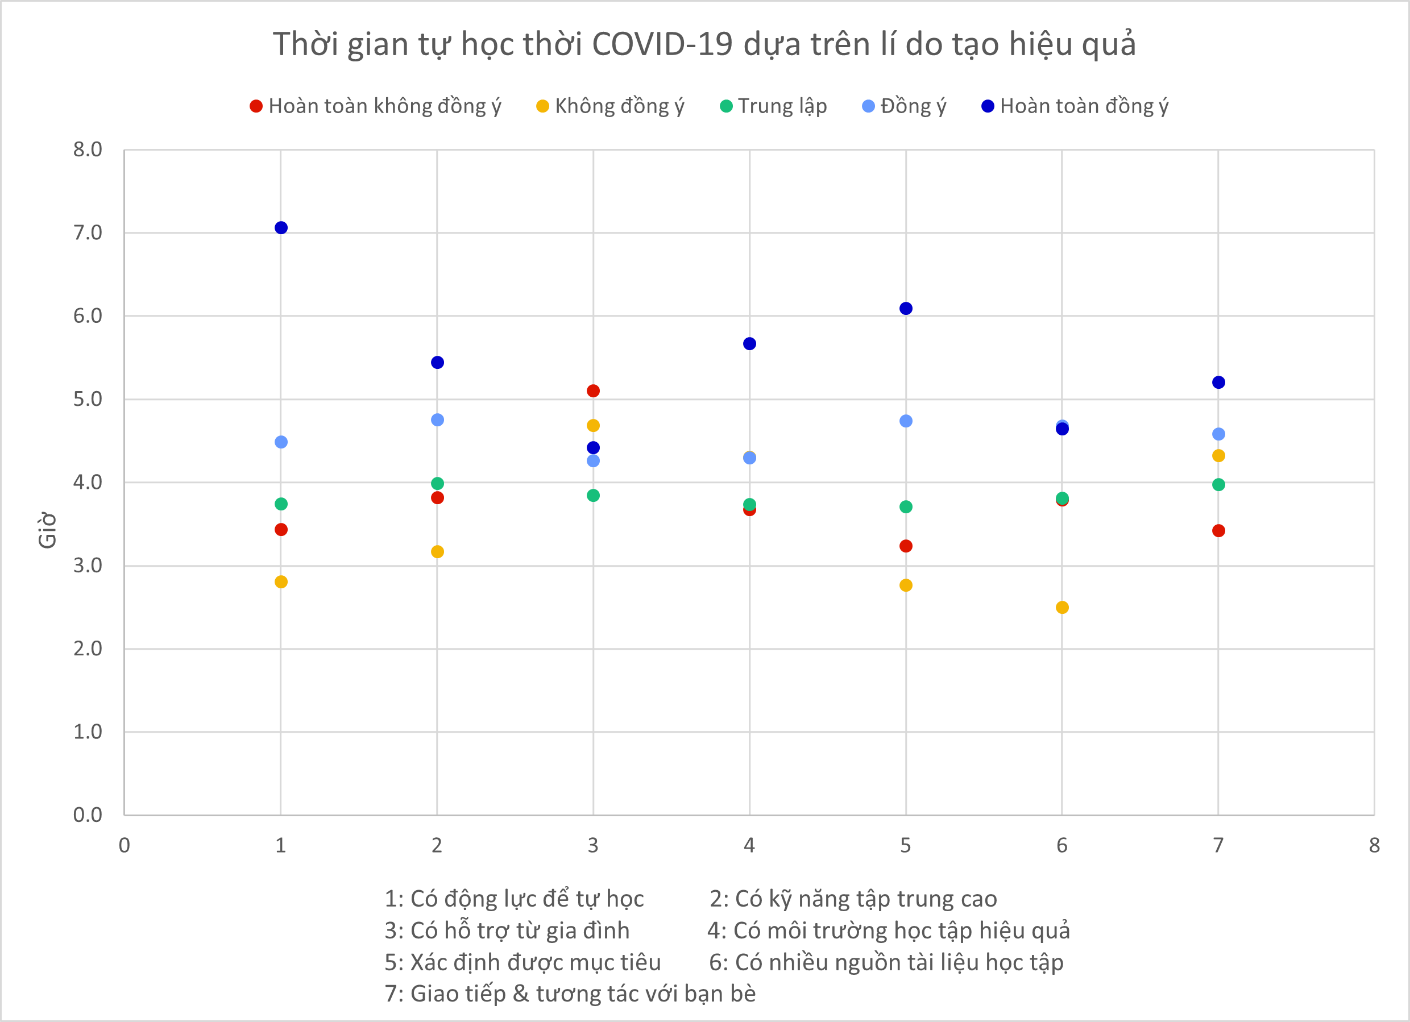 Thời gian tự học thời COVID-19 dựa trên lí do tạo hiệu quả
Hoàn toàn không đồng ý Không đồng ý Trung lập Đồng ý Hoàn toàn đồng ý
8.0
7.0
6.0
5.0
4.0
3.0
2.0
1.0
0.0
Giờ
0 1 2 3 4 5 6 7 8
1: Có động lực để tự học 2: Có kỹ năng tập trung cao
3: Có hỗ trợ từ gia đình 4: Có môi trường học tập hiệu quả
5: Xác định được mục tiêu 6: Có nhiều nguồn tài liệu học tập
7: Giao tiếp & tương tác với bạn bè